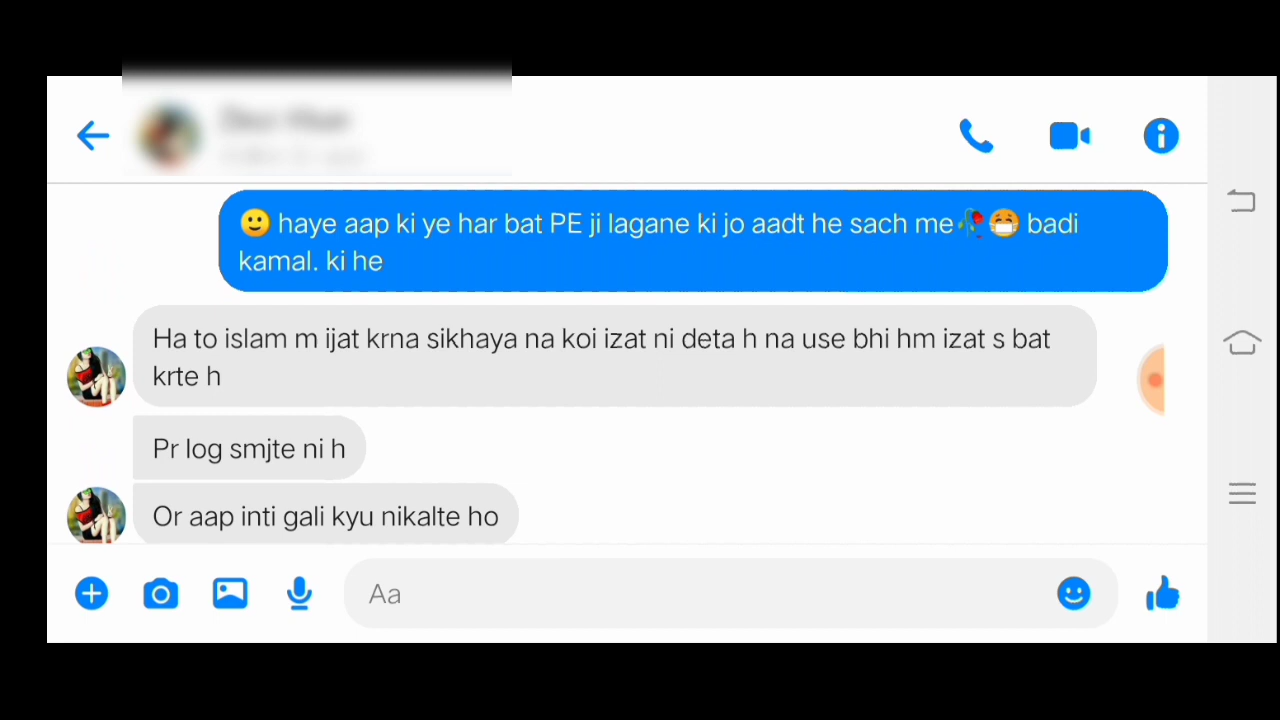 🙂 haye aap ki ye har bat PE ji lagane ki jo aadt he sach me🥀😷 badi
kamal. ki he
Ha to islam m ijat krna sikhaya na koi izat ni deta h na use bhi hm izat s bat
krte h
Pr log smjte ni h
Or aap inti gali kyu nikalte ho
Aa